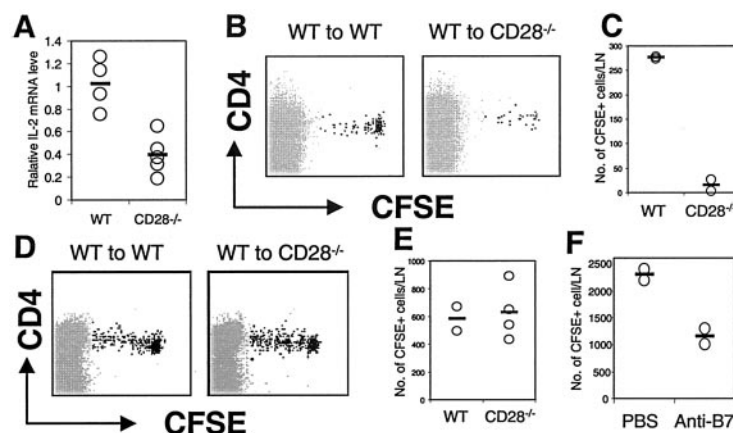 A
Ralative IL-2 mRNA leve
1.4
1.2
1
0.8
0.6
0.4
0.2
0
WT CD28-/-
B
WT to WT WT to CD28-/-
CD4
CFSE
C
No. of CFSE+ cells/LN
300
250
200
150
100
50
0
WT CD28-/-
D
WT to WT WT to CD28-/-
CD4
CFSE
E
No. of CFSE+ cells/LN
1000
800
600
400
200
0
WT CD28-/-
F
No. of CFSE+ cell/LN
2500
2000
1500
1000
500
0
PBS Anti-B7